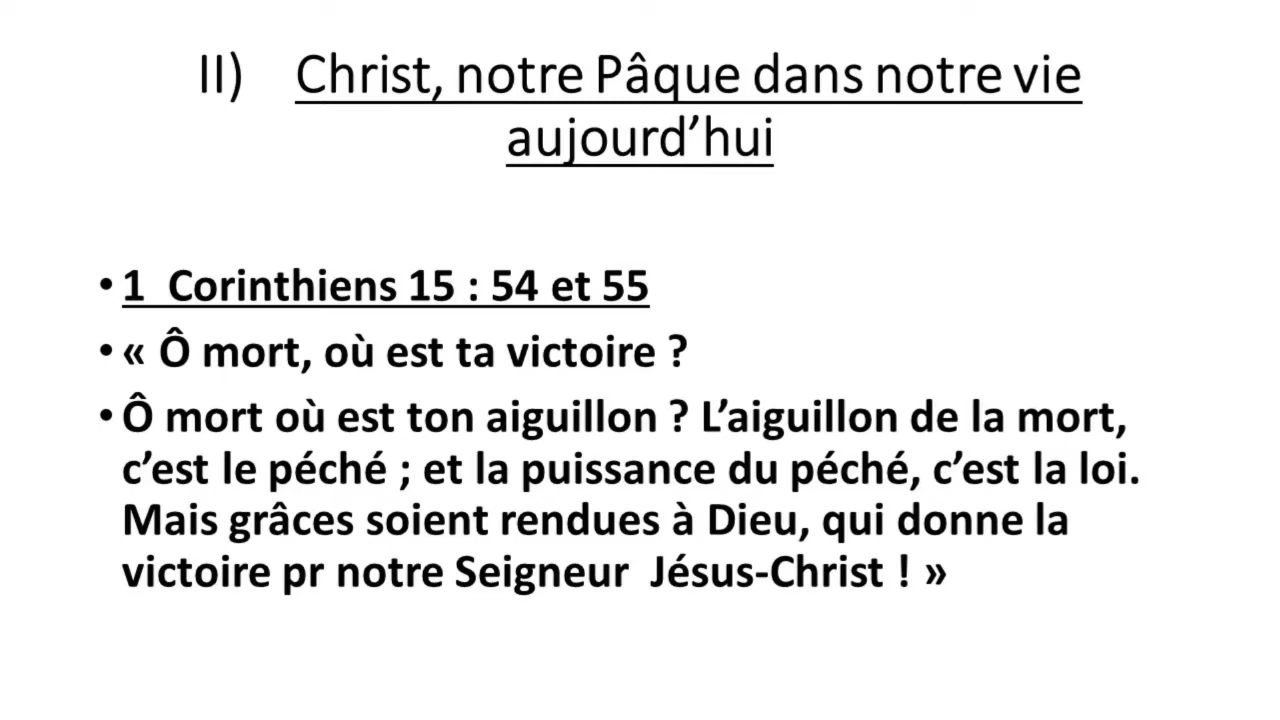 II) Christ, notre Pâque dans notre vie
aujourd’hui
• 1 Corinthiens 15 : 54 et 55
• « Ô mort, où est ta victoire ?
• Ô mort où est ton aiguillon ? L’aiguillon de la mort,
c’est le péché ; et la puissance du péché, c’est la loi.
Mais grâces soient rendues à Dieu, qui donne la
victoire pr notre Seigneur Jésus-Christ ! »